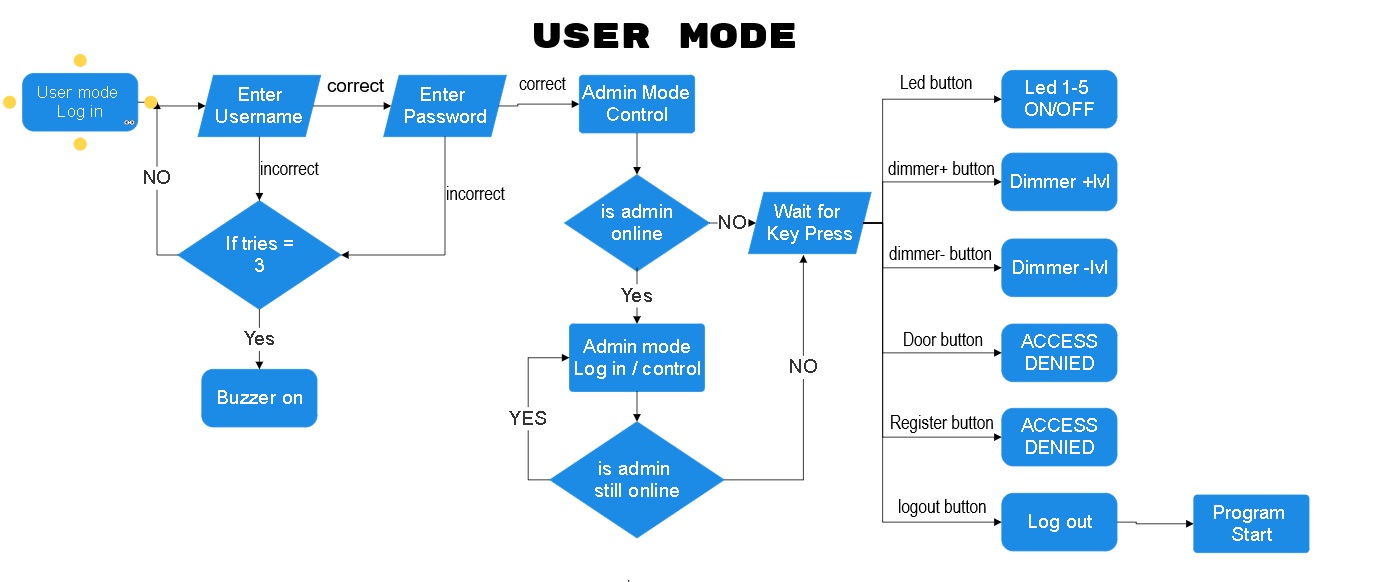 USER MODE
User mode
Log in
Enter
Username
correct
Enter
Password
correct
Admin Mode
Control
incorrect
incorrect
NO
If tries =
3
Yes
Buzzer on
is admin
online
NO
Yes
Admin mode
Log in / control
YES
is admin
still online
NO
Wait for
Key Press
Led button
Led 1-5
ON/OFF
dimmer+ button
Dimmer +lvl
dimmer- button
Dimmer -lvl
Door button
ACCESS
DENIED
Register button
ACCESS
DENIED
logout button
Log out
Program
Start